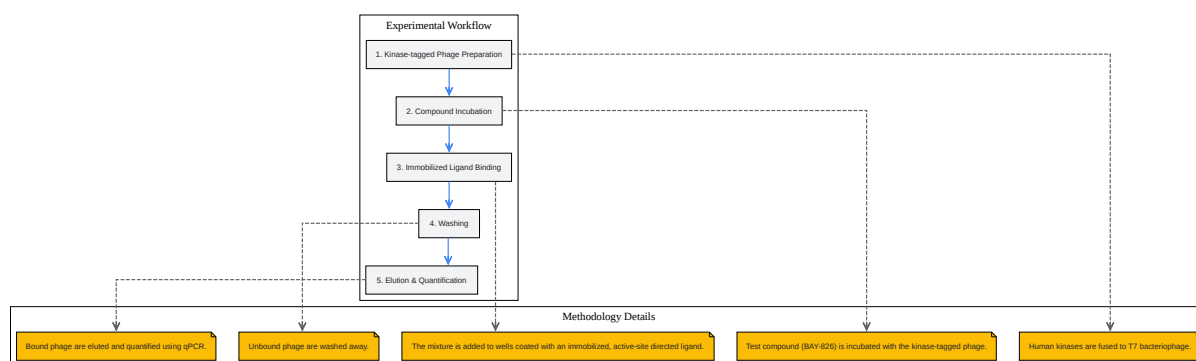 Experimental Workflow
1. Kinase-tagged Phage Preparation
2. Compound Incubation
3. Immobilized Ligand Binding
4. Washing
5. Elution & Quantification
Methodology Details
Bound phage are eluted and quantified using qPCR.
Unbound phage are washed away.
The mixture is added to wells coated with an immobilized, active-site directed ligand.
Test compound (BAY-826) is incubated with the kinase-tagged phage.
Human kinases are fused to T7 bacteriophage.